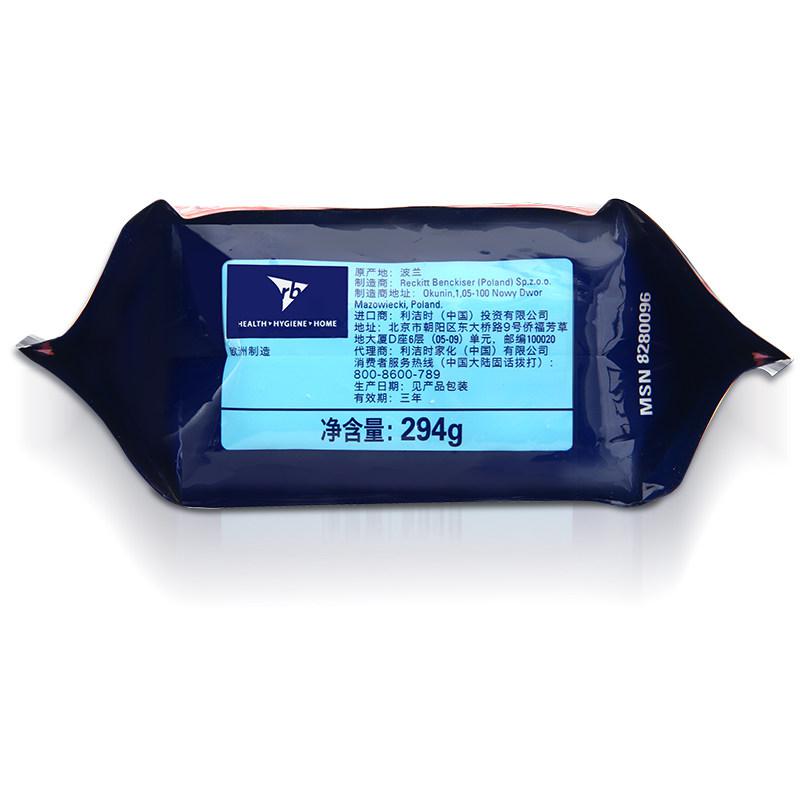 rb
HEALTH • HYGIENE • HOME
欧洲制造
原产地：波兰
制造商：Reckitt Benckiser (Poland) Sp.z.o.o.
制造商地址：Okunin,1,05-100 Nowy Dwor
Mazowiecki, Poland.
进口商：利洁时（中国）投资有限公司
地址：北京市朝阳区东大桥路9号侨福芳草
地大厦D座6层（05-09）单元，邮编100020
代理商：利洁时家化（中国）有限公司
消费者服务热线（中国大陆固话拨打）：
800-8600-789
生产日期：见产品包装
有效期：三年
净含量：294g
MSN 8280096